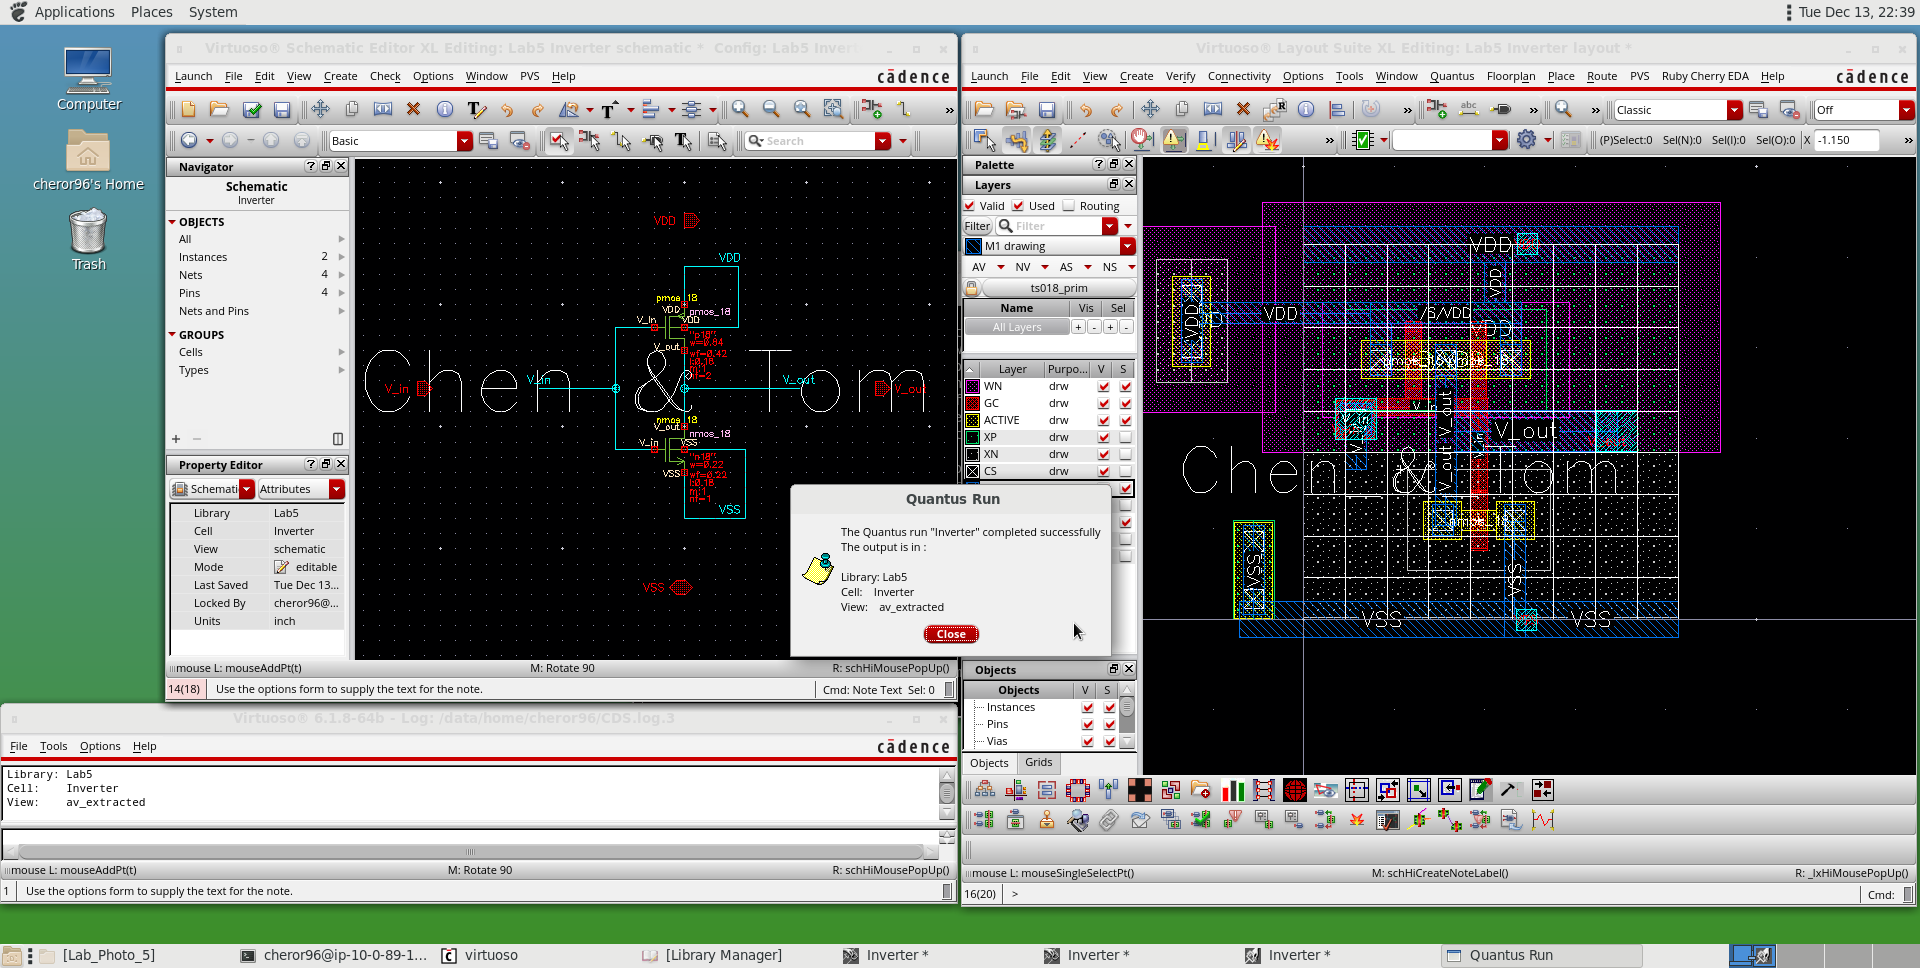 Applications Places System
Tue Dec 13, 22:39
Computer
cheror96's Home
Trash
Virtuoso® Schematic Editor XL Editing: Lab5 Inverter schematic * Config: Lab5 Invert
Launch File Edit View Create Check Options Window PVS Help
cādence
Basic
Search
Navigator
Schematic
Inverter
OBJECTS
All
Instances 2
Nets 4
Pins 4
Nets and Pins
GROUPS
Cells
Types
Property Editor
Schemati Attributes
Library Lab5
Cell Inverter
View schematic
Mode editable
Last Saved Tue Dec 13...
Locked By cheror96@...
Units inch
VDD
VDD
pmos_18
VDD
pmos_18
V_in
VDD
V_out
Chen & Tom
V_in
V_in
V_out
V_out
nmos_18
V_out
nmos_18
V_in
VSS
VSS
VSS
VSS
mouse L: mouseAddPt(t) M: Rotate 90 R: schHiMousePopUp()
14(18) Use the options form to supply the text for the note. Cmd: Note Text Sel: 0
Virtuoso® Layout Suite XL Editing: Lab5 Inverter layout *
Launch File Edit View Create Verify Connectivity Options Tools Window Quantus Floorplan Place Route PVS Ruby Cherry EDA Help
cādence
Classic
Off
(P)Select:0 Sel(N):0 Sel(I):0 Sel(O):0 X -1.150
Palette
Layers
Valid Used Routing
Filter Filter
M1 drawing
AV NV AS NS
ts018_prim
Name Vis Sel
All Layers + - + -
Layer Purpo... V S
WN drw
GC drw
ACTIVE drw
XP drw
XN drw
CS drw
Objects
Objects V S
Instances
Pins
Vias
Objects Grids
VDD
VDD
VDD
VDD
/S/VDD
VDD
V_out
V_out
V_out
Chen & Tom
VSS
VSS
VSS
VSS
mouse L: mouseSingleSelectPt() M: schHiCreateNoteLabel() R: _lxHiMousePopUp()
16(20) > Cmd:
Quantus Run
The Quantus run "Inverter" completed successfully
The output is in :
Library: Lab5
Cell: Inverter
View: av_extracted
Close
Virtuoso® 6.1.8-64b - Log: /data/home/cheror96/CDS.log.3
File Tools Options Help
cādence
Library: Lab5
Cell: Inverter
View: av_extracted
mouse L: mouseAddPt(t) M: Rotate 90 R: schHiMousePopUp()
1 Use the options form to supply the text for the note.
[Lab_Photo_5] cheror96@ip-10-0-89-1... virtuoso [Library Manager] Inverter * Inverter * Inverter * Quantus Run